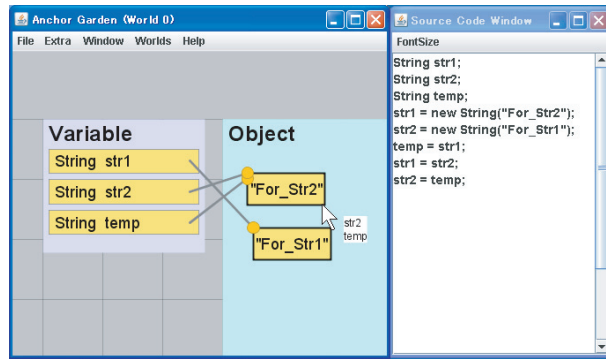 Anchor Garden (World 0)
File Extra Window Worlds Help
Variable
String str1
String str2
String temp
Object
"For_Str2"
str2
temp
"For_Str1"
Source Code Window
FontSize
String str1;
String str2;
String temp;
str1 = new String("For_Str2");
str2 = new String("For_Str1");
temp = str1;
str1 = str2;
str2 = temp;